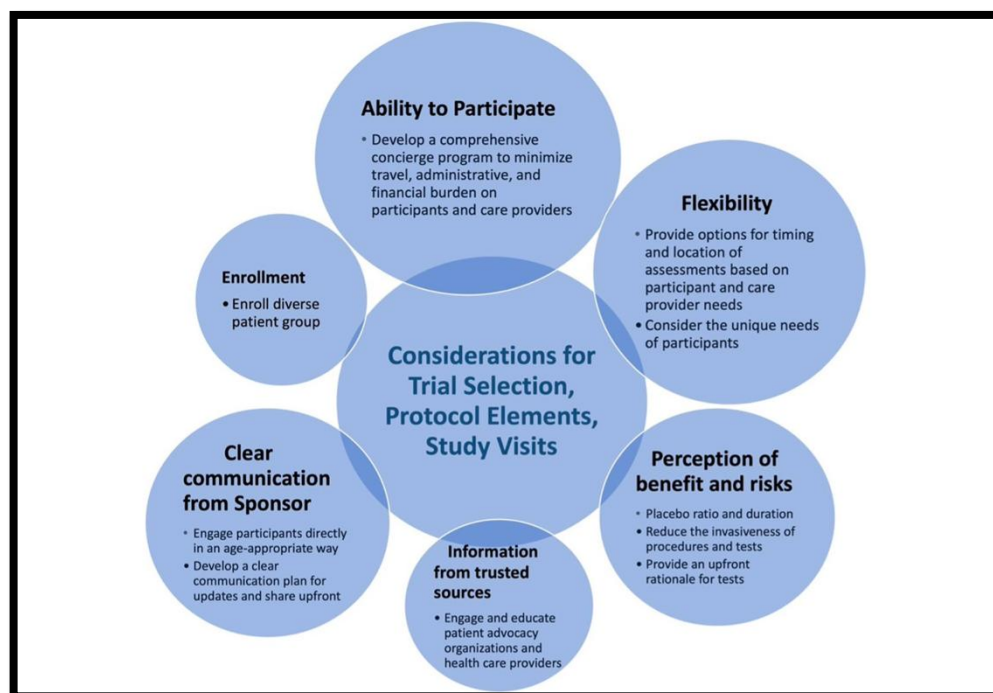 Ability to Participate
• Develop a comprehensive
concierge program to minimize
travel, administrative, and
financial burden on
participants and care providers
Flexibility
• Provide options for timing
and location of
assessments based on
participant and care
provider needs
• Consider the unique needs
of participants
Enrollment
• Enroll diverse
patient group
Considerations for
Trial Selection,
Protocol Elements,
Study Visits
Clear
communication
from Sponsor
• Engage participants directly
in an age-appropriate way
• Develop a clear
communication plan for
updates and share upfront
Perception of
benefit and risks
• Placebo ratio and duration
• Reduce the invasiveness of
procedures and tests
• Provide an upfront
rationale for tests
Information
from trusted
sources
• Engage and educate
patient advocacy
organizations and
health care providers